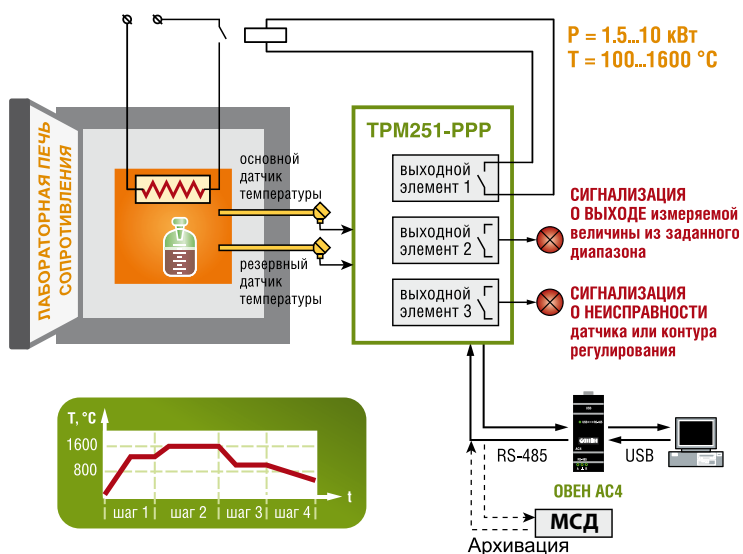 P = 1.5...10 кВт
T = 100...1600 °C
ЛАБОРАТОРНАЯ ПЕЧЬ
СОПРОТИВЛЕНИЯ
основной
датчик
температуры
резервный
датчик
температуры
ТРМ251-РРР
выходной
элемент 1
выходной
элемент 2
выходной
элемент 3
СИГНАЛИЗАЦИЯ
О ВЫХОДЕ измеряемой
величины из заданного
диапазона
СИГНАЛИЗАЦИЯ
О НЕИСПРАВНОСТИ
датчика или контура
регулирования
T, °C
1600
800
t
шаг 1
шаг 2
шаг 3
шаг 4
RS-485
USB
ОВЕН АС4
МСД
Архивация